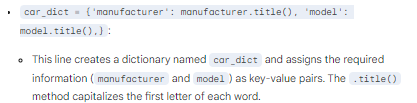 • car_dict = {'manufacturer': manufacturer.title(), 'model':
model.title(),} :
○ This line creates a dictionary named car_dict and assigns the required
information ( manufacturer and model ) as key-value pairs. The .title()
method capitalizes the first letter of each word.